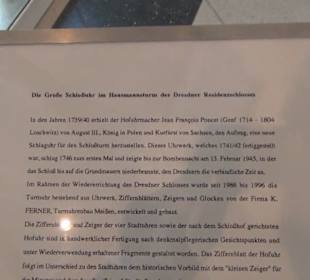 Die Große Schloßuhr im Hausmannsturm des Dresdner Residenzschlosses
In den Jahren 1739/40 erhielt der Hofuhrmacher Jean François Poncet (Genf 1714 - 1804
Loschwitz) von August III., König in Polen und Kurfürst von Sachsen, den Auftrag, eine neue
Schlaguhr für den Schloßturm herzustellen. Dieses Uhrwerk, welches 1741/42 fertiggestellt
war, schlug 1746 zum ersten Mal und zeigte bis zur Bombennacht am 13. Februar 1945, in der
das Schloß bis auf die Grundmauern niederbrannte, den Dresdnern die verbindliche Zeit an.
Im Rahmen der Wiederverrichtung des Dresdner Schlosses wurde seit 1986 bis 1996 die
Turmuhr bestehend aus Uhrwerk, Ziffernblättern, Zeigern und Glocken von der Firma K.
FERNER, Turmuhrenbau Meißen, entwickelt und gebaut.
Die Ziffernblätter und Zeiger der vier Stadtuhren sowie der nach dem Schloßhof gerichteten
Hofuhr sind in handwerklicher Fertigung nach denkmalpflegerischen Gesichtspunkten und
unter Wiederverwendung erhaltener Fragmente gestaltet worden. Das Ziffernblatt der Hofuhr
folgt im Unterschied zu den Stadtuhren dem historischen Vorbild mit dem "kleinen Zeiger" für